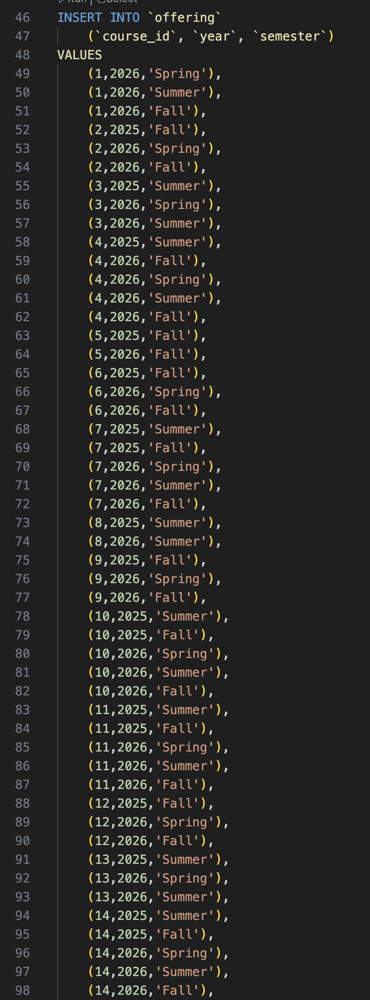 Run | Select
46 INSERT INTO `offering`
47 (`course_id`, `year`, `semester`)
48 VALUES
49 (1,2026,'Spring'),
50 (1,2026,'Summer'),
51 (1,2026,'Fall'),
52 (2,2025,'Fall'),
53 (2,2026,'Spring'),
54 (2,2026,'Fall'),
55 (3,2025,'Summer'),
56 (3,2026,'Spring'),
57 (3,2026,'Summer'),
58 (4,2025,'Summer'),
59 (4,2026,'Fall'),
60 (4,2026,'Spring'),
61 (4,2026,'Summer'),
62 (4,2026,'Fall'),
63 (5,2025,'Fall'),
64 (5,2026,'Fall'),
65 (6,2025,'Fall'),
66 (6,2026,'Spring'),
67 (6,2026,'Fall'),
68 (7,2025,'Summer'),
69 (7,2025,'Fall'),
70 (7,2026,'Spring'),
71 (7,2026,'Summer'),
72 (7,2026,'Fall'),
73 (8,2025,'Summer'),
74 (8,2026,'Summer'),
75 (9,2025,'Fall'),
76 (9,2026,'Spring'),
77 (9,2026,'Fall'),
78 (10,2025,'Summer'),
79 (10,2025,'Fall'),
80 (10,2026,'Spring'),
81 (10,2026,'Summer'),
82 (10,2026,'Fall'),
83 (11,2025,'Summer'),
84 (11,2025,'Fall'),
85 (11,2026,'Spring'),
86 (11,2026,'Summer'),
87 (11,2026,'Fall'),
88 (12,2025,'Fall'),
89 (12,2026,'Spring'),
90 (12,2026,'Fall'),
91 (13,2025,'Summer'),
92 (13,2026,'Spring'),
93 (13,2026,'Summer'),
94 (14,2025,'Summer'),
95 (14,2025,'Fall'),
96 (14,2026,'Spring'),
97 (14,2026,'Summer'),
98 (14,2026,'Fall'),